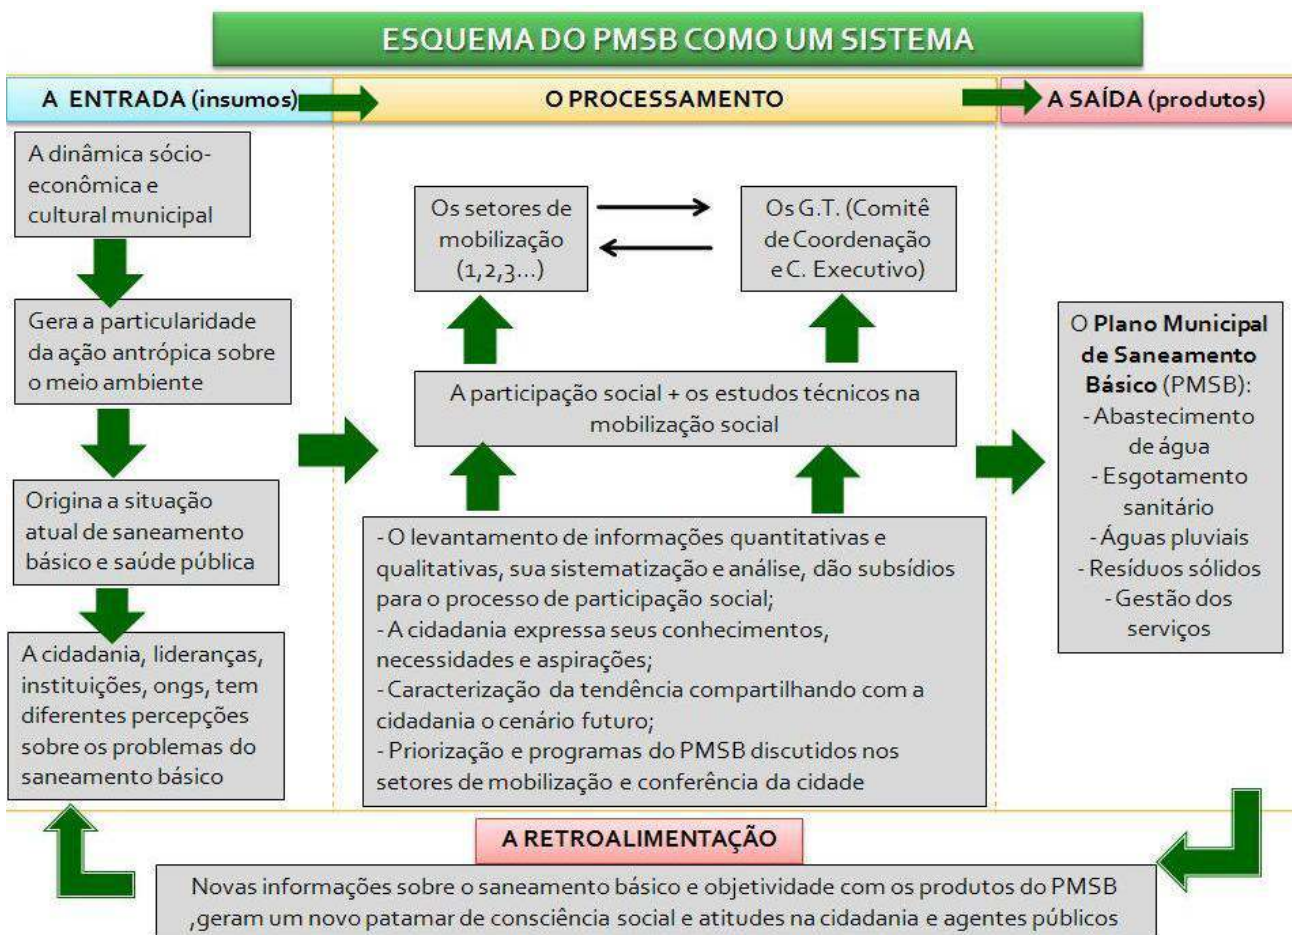 ESQUEMA DO PMSB COMO UM SISTEMA
A ENTRADA (insumos)
O PROCESSAMENTO
A SAÍDA (produtos)
A dinâmica sócio-
econômica e
cultural municipal
Gera a particularidade
da ação antrópica sobre
o meio ambiente
Origina a situação
atual de saneamento
básico e saúde pública
A cidadania, lideranças,
instituições, ongs, tem
diferentes percepções
sobre os problemas do
saneamento básico
Os setores de
mobilização
(1,2,3...)
Os G.T. (Comitê
de Coordenação
e C. Executivo)
A participação social + os estudos técnicos na
mobilização social
- O levantamento de informações quantitativas e
qualitativas, sua sistematização e análise, dão subsídios
para o processo de participação social;
- A cidadania expressa seus conhecimentos,
necessidades e aspirações;
- Caracterização da tendência compartilhando com a
cidadania o cenário futuro;
- Priorização e programas do PMSB discutidos nos
setores de mobilização e conferência da cidade
O Plano Municipal
de Saneamento
Básico (PMSB):
- Abastecimento
de água
- Esgotamento
sanitário
- Águas pluviais
- Resíduos sólidos
- Gestão dos
serviços
A RETROALIMENTAÇÃO
Novas informações sobre o saneamento básico e objetividade com os produtos do PMSB
,geram um novo patamar de consciência social e atitudes na cidadania e agentes públicos